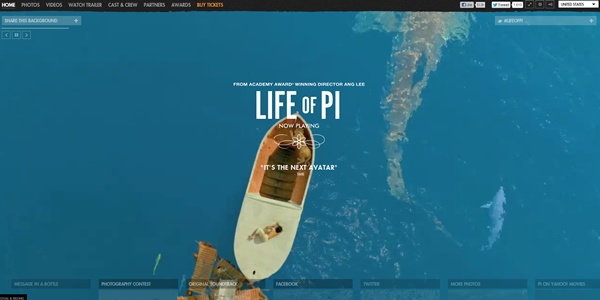 HOME PHOTOS VIDEOS WATCH TRAILER CAST & CREW PARTNERS AWARDS BUY TICKETS
Tweet
UNITED STATES
SHARE THIS BACKGROUND
#LIFEOFPI
FROM ACADEMY AWARD® WINNING DIRECTOR ANG LEE
LIFE OF PI
NOW PLAYING
"IT'S THE NEXT AVATAR"
MESSAGE IN A BOTTLE PHOTOGRAPHY CONTEST ORIGINAL SOUNDTRACK FACEBOOK TWITTER MORE PHOTOS PI ON YAHOO! MOVIES